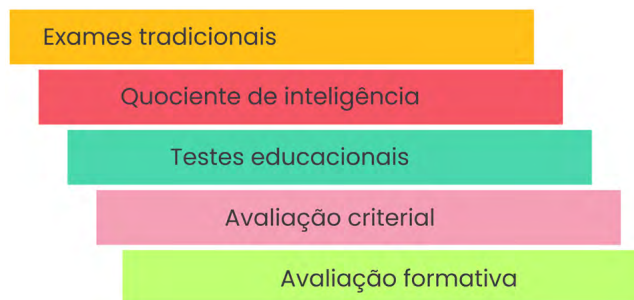 Exames tradicionais
Quociente de inteligência
Testes educacionais
Avaliação criterial
Avaliação formativa